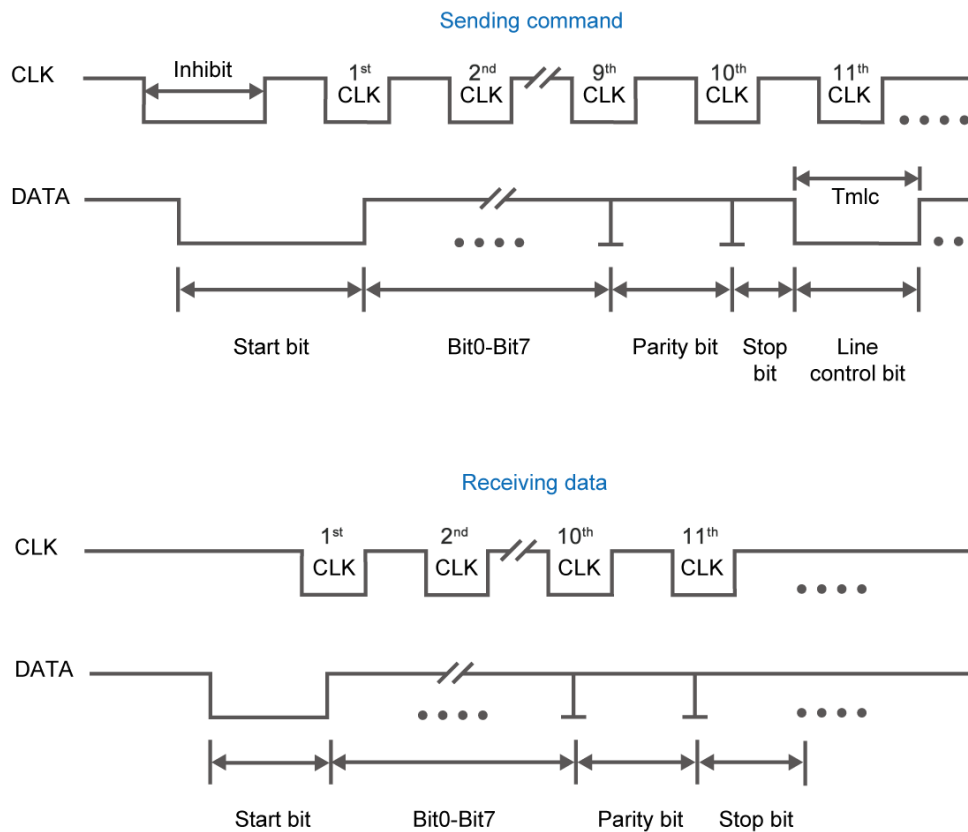 Sending command
CLK
Inhibit
1st 2nd 9th 10th 11th
CLK CLK CLK CLK CLK
DATA
Tmlc
Start bit Bit0-Bit7 Parity bit Stop bit Line control bit
Receiving data
CLK
1st 2nd 10th 11th
CLK CLK CLK CLK
DATA
Start bit Bit0-Bit7 Parity bit Stop bit